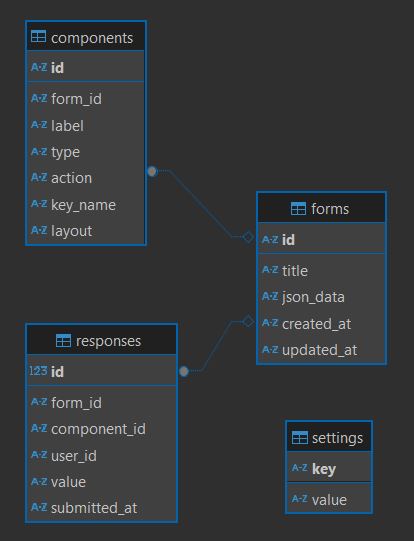 components
A-Z id
A-Z form_id
A-Z label
A-Z type
A-Z action
A-Z key_name
A-Z layout
forms
A-Z id
A-Z title
A-Z json_data
A-Z created_at
A-Z updated_at
responses
123 id
A-Z form_id
A-Z component_id
A-Z user_id
A-Z value
A-Z submitted_at
settings
A-Z key
A-Z value